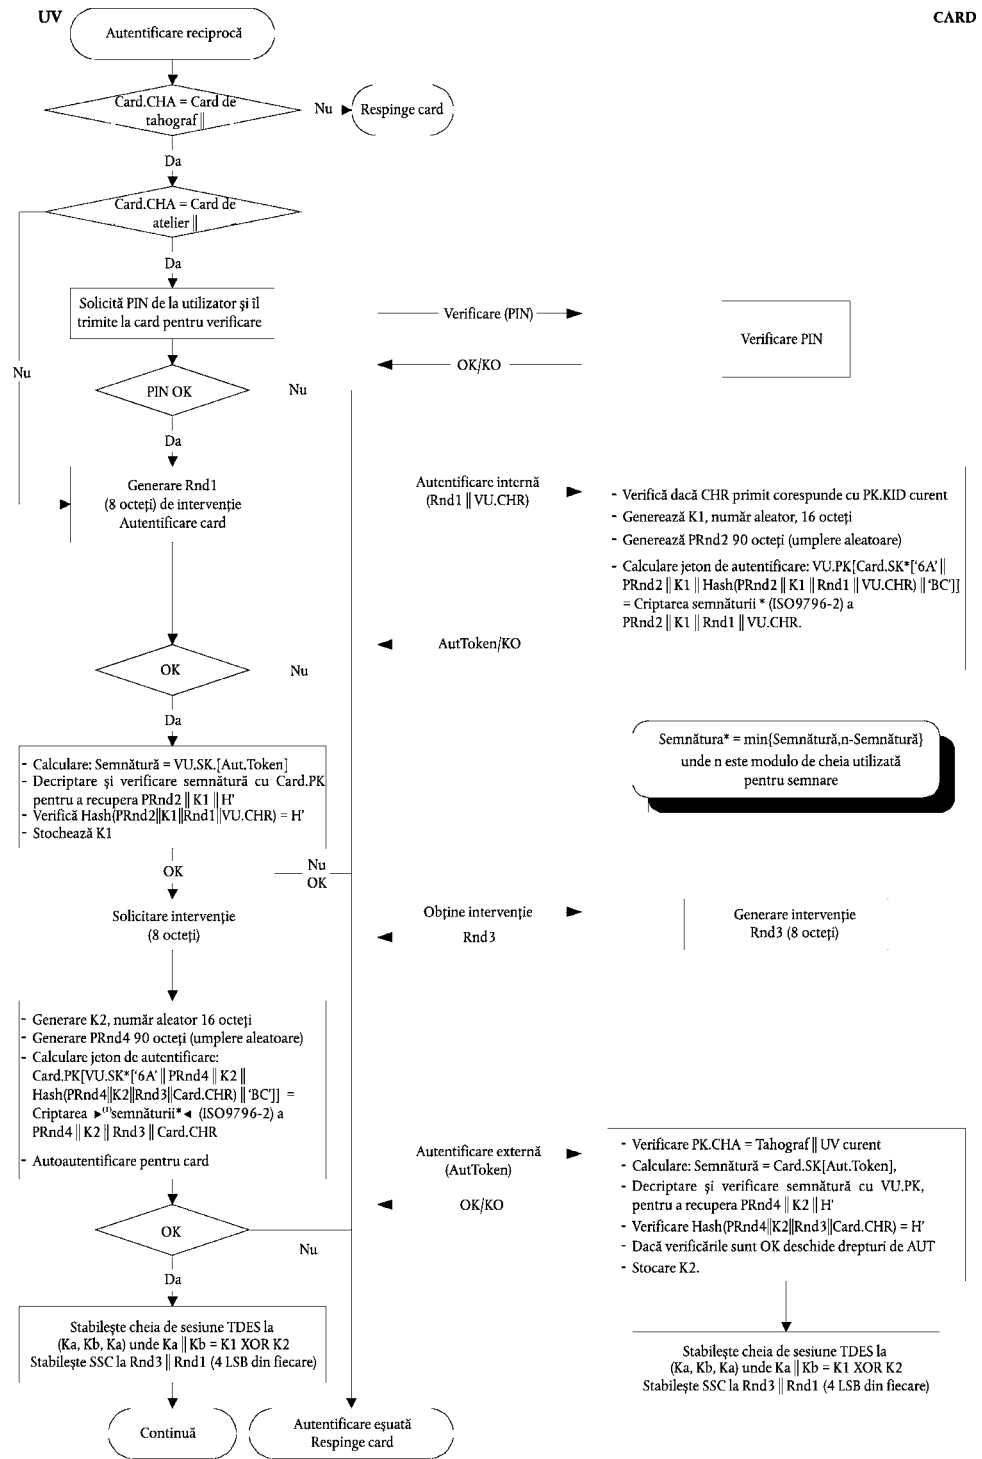 UV
CARD
Autentificare reciprocă
Card.CHA = Card de
tahograf ||
Nu
Respinge card
Da
Card.CHA = Card de
atelier ||
Da
Solicită PIN de la utilizator și îl
trimite la card pentru verificare
Verificare (PIN)
Verificare PIN
OK/KO
Nu
PIN OK
Nu
Da
Generare Rnd1
(8 octeți) de intervenție
Autentificare card
Autentificare internă
(Rnd1 || VU.CHR)
- Verifică dacă CHR primit corespunde cu PK.KID curent
- Generează K1, număr aleator, 16 octeți
- Generează PRnd2 90 octeți (umplere aleatoare)
- Calculare jeton de autentificare: VU.PK[Card.SK*['6A' ||
PRnd2 || K1 || Hash(PRnd2 || K1 || Rnd1 || VU.CHR) || 'BC']]
= Criptarea semnăturii * (ISO9796-2) a
PRnd2 || K1 || Rnd1 || VU.CHR.
AutToken/KO
OK
Nu
Da
Semnătura* = min{Semnătură,n-Semnătură}
unde n este modulo de cheia utilizată
pentru semnare
- Calculare: Semnătură = VU.SK.[Aut.Token]
- Decriptare și verificare semnătură cu Card.PK
pentru a recupera PRnd2 || K1 || H'
- Verifică Hash(PRnd2||K1||Rnd1||VU.CHR) = H'
- Stochează K1
OK
Nu
OK
Solicitare intervenție
(8 octeți)
Obține intervenție
Rnd3
Generare intervenție
Rnd3 (8 octeți)
- Generare K2, număr aleator 16 octeți
- Generare PRnd4 90 octeți (umplere aleatoare)
- Calculare jeton de autentificare:
Card.PK[VU.SK*['6A' || PRnd4 || K2 ||
Hash(PRnd4||K2||Rnd3||Card.CHR) || 'BC']] =
Criptarea ►(1)semnăturii* ◄ (ISO9796-2) a
PRnd4 || K2 || Rnd3 || Card.CHR
- Autoautentificare pentru card
Autentificare externă
(AutToken)
OK/KO
- Verificare PK.CHA = Tahograf || UV curent
- Calculare: Semnătură = Card.SK[Aut.Token],
- Decriptare și verificare semnătură cu VU.PK,
pentru a recupera PRnd4 || K2 || H'
- Verificare Hash(PRnd4||K2||Rnd3||Card.CHR) = H'
- Dacă verificările sunt OK deschide drepturi de AUT
- Stocare K2.
OK
Nu
Da
Stabilește cheia de sesiune TDES la
(Ka, Kb, Ka) unde Ka || Kb = K1 XOR K2
Stabilește SSC la Rnd3 || Rnd1 (4 LSB din fiecare)
Stabilește cheia de sesiune TDES la
(Ka, Kb, Ka) unde Ka || Kb = K1 XOR K2
Stabilește SSC la Rnd3 || Rnd1 (4 LSB din fiecare)
Continuă
Autentificare eșuată
Respinge card